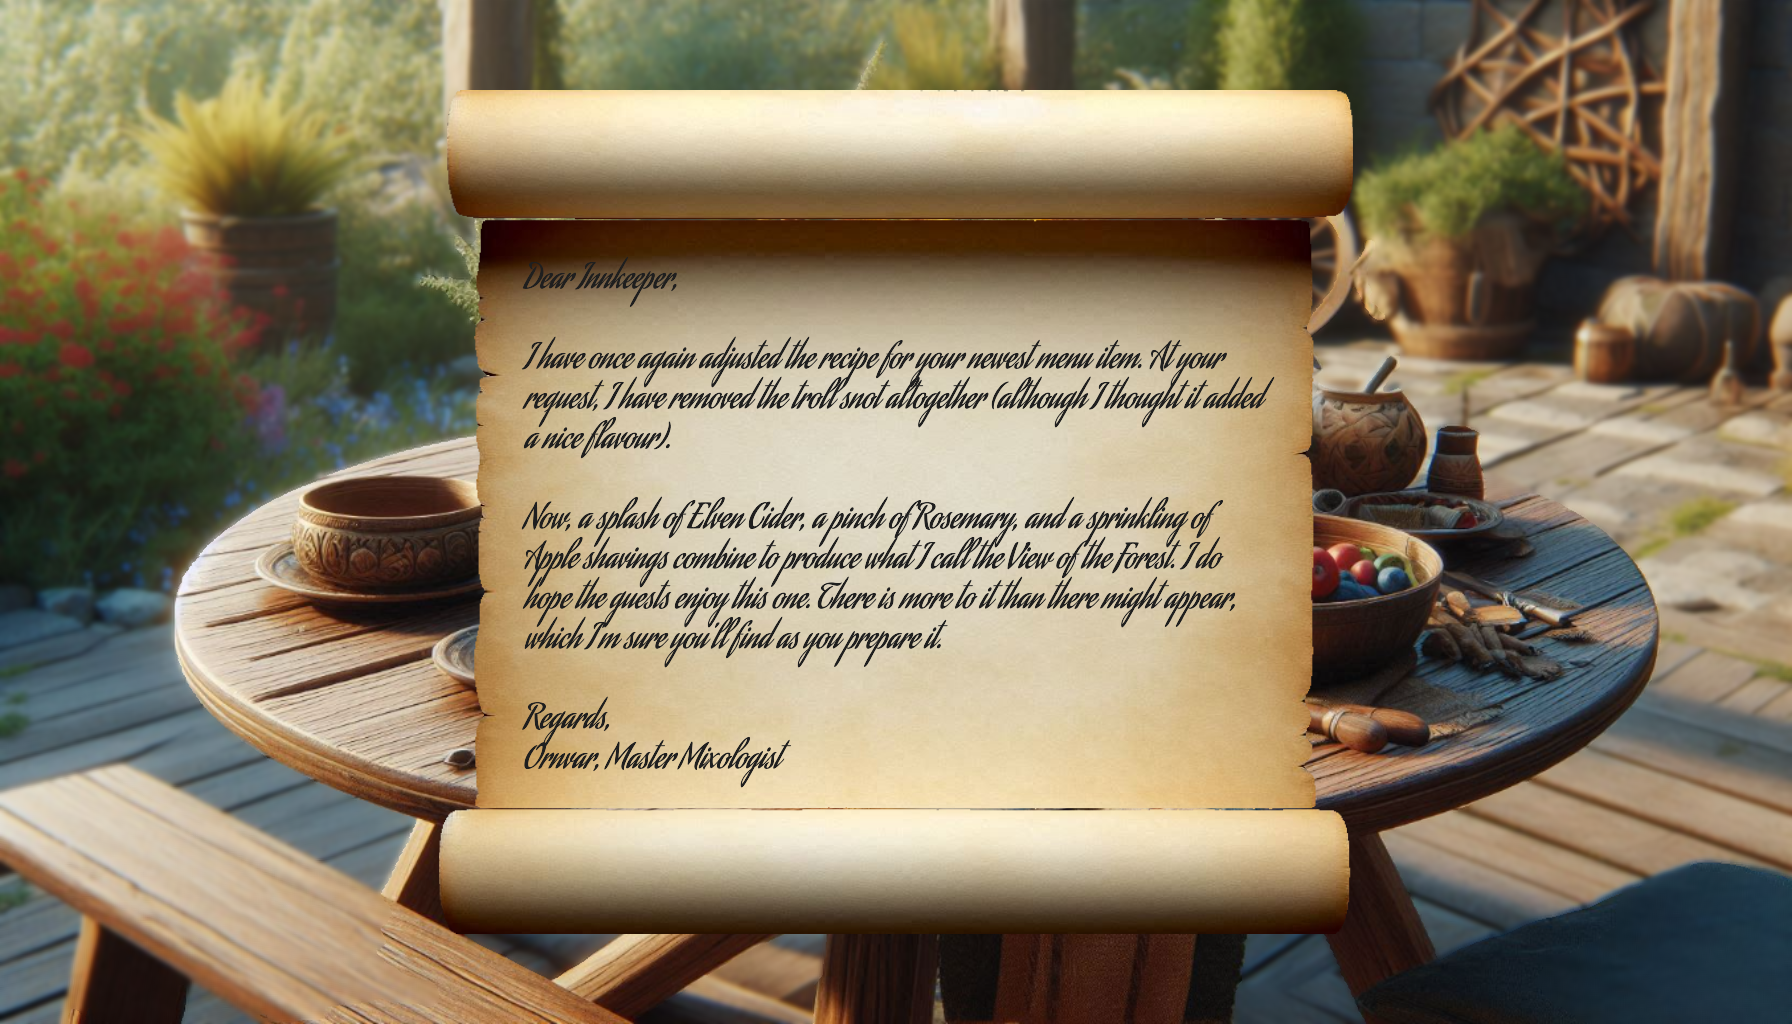 Dear Innkeeper,
I have once again adjusted the recipe for your newest menu item. At your
request, I have removed the troll snot altogether (although I thought it added
a nice flavour).
Now, a splash of Elven Cider, a pinch of Rosemary, and a sprinkling of
Apple shavings combine to produce what I call the View of the Forest. I do
hope the guests enjoy this one. There is more to it than there might appear,
which I'm sure you'll find as you prepare it.
Regards,
Ornvar, Master Mixologist